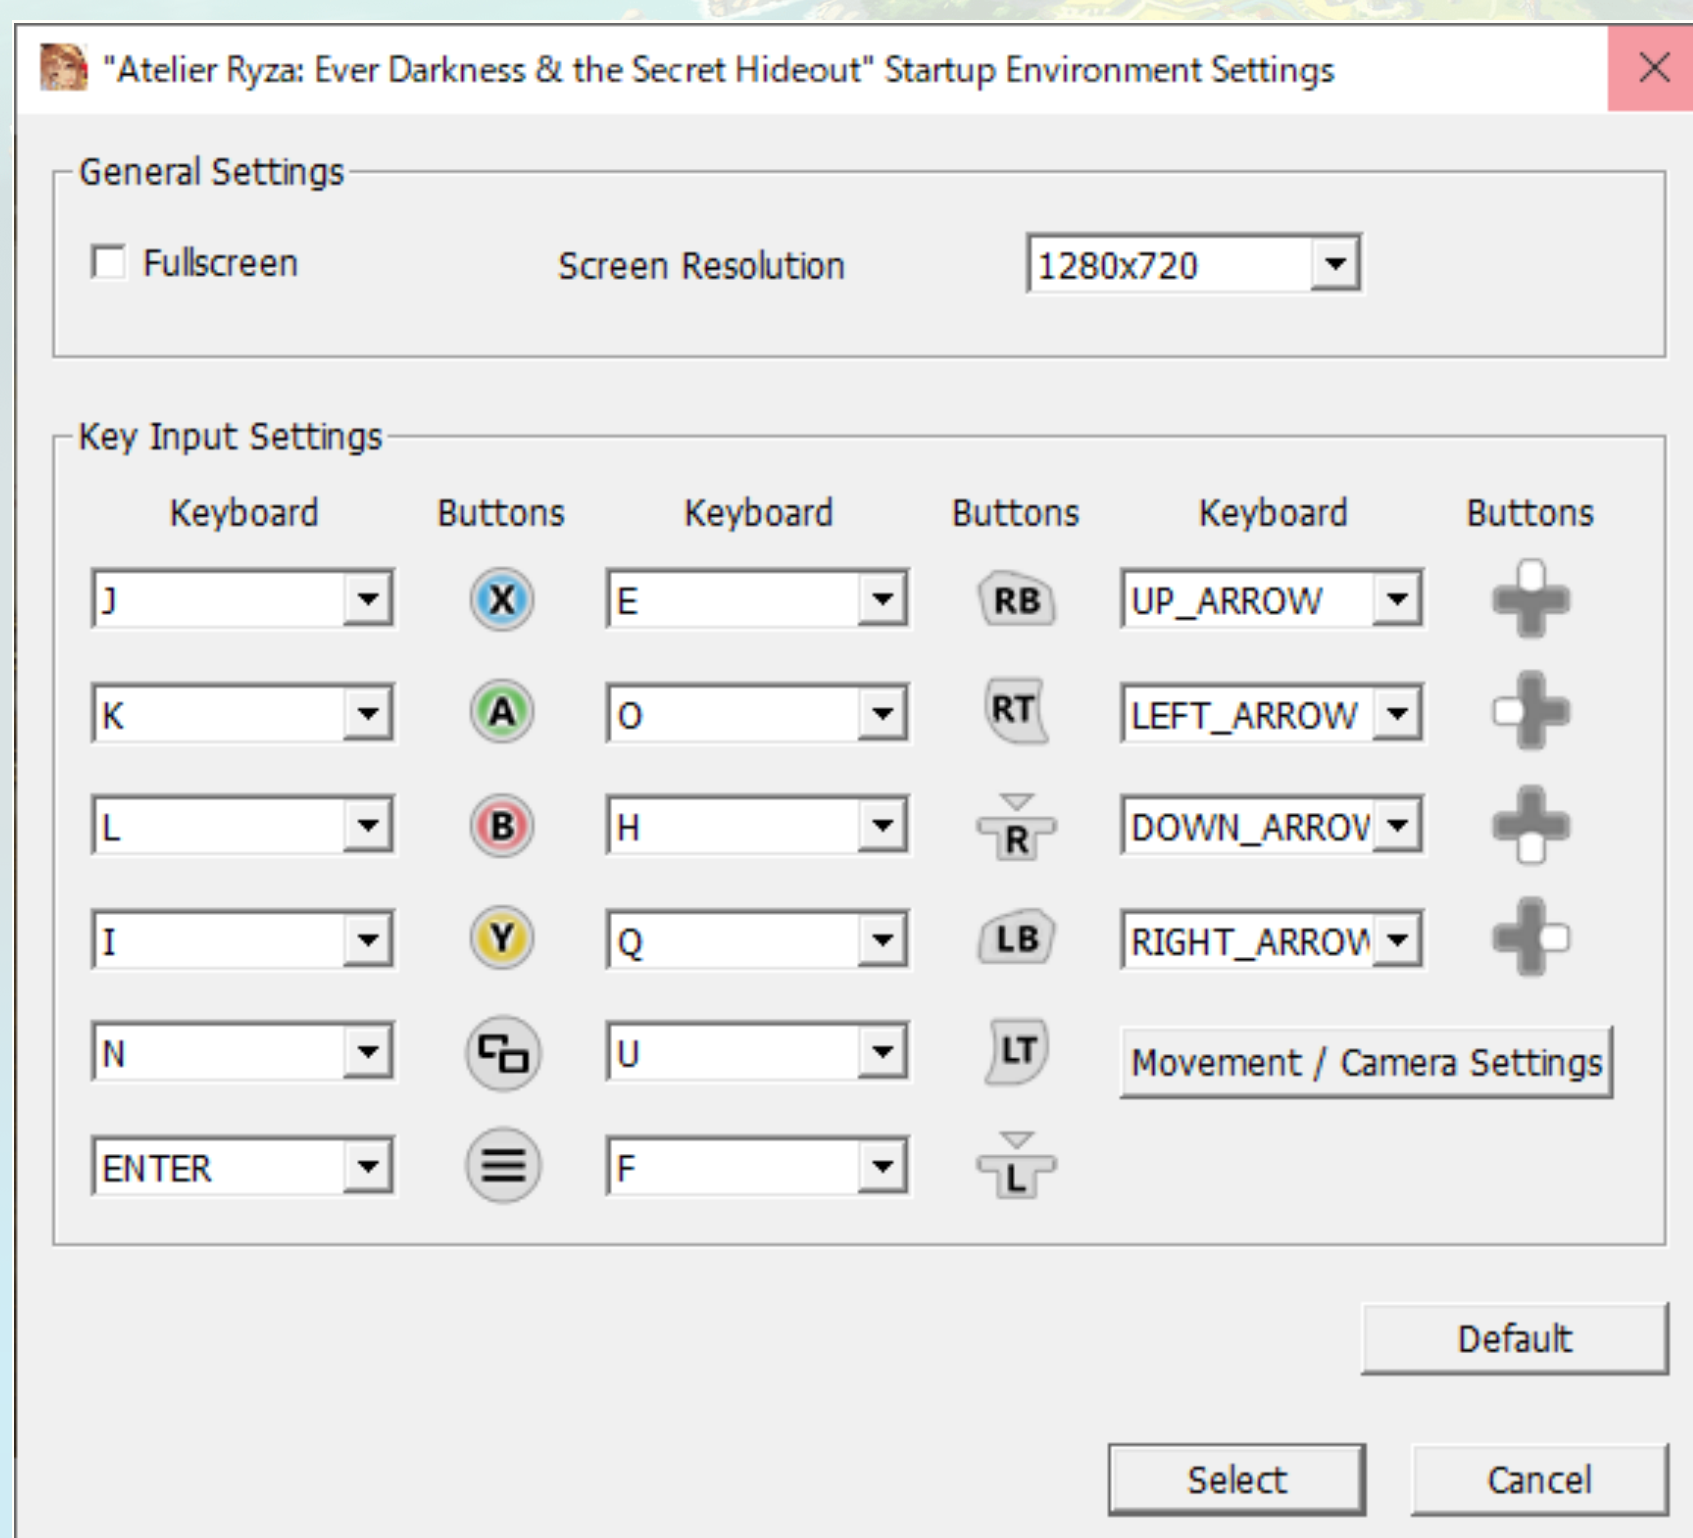 "Atelier Ryza: Ever Darkness & the Secret Hideout" Startup Environment Settings
General Settings
Fullscreen Screen Resolution 1280x720
Key Input Settings
Keyboard Buttons Keyboard Buttons Keyboard Buttons
J X E RB UP_ARROW
K A O RT LEFT_ARROW
L B H R DOWN_ARROW
I Y Q LB RIGHT_ARROW
N U LT Movement / Camera Settings
ENTER F L
Default
Select Cancel